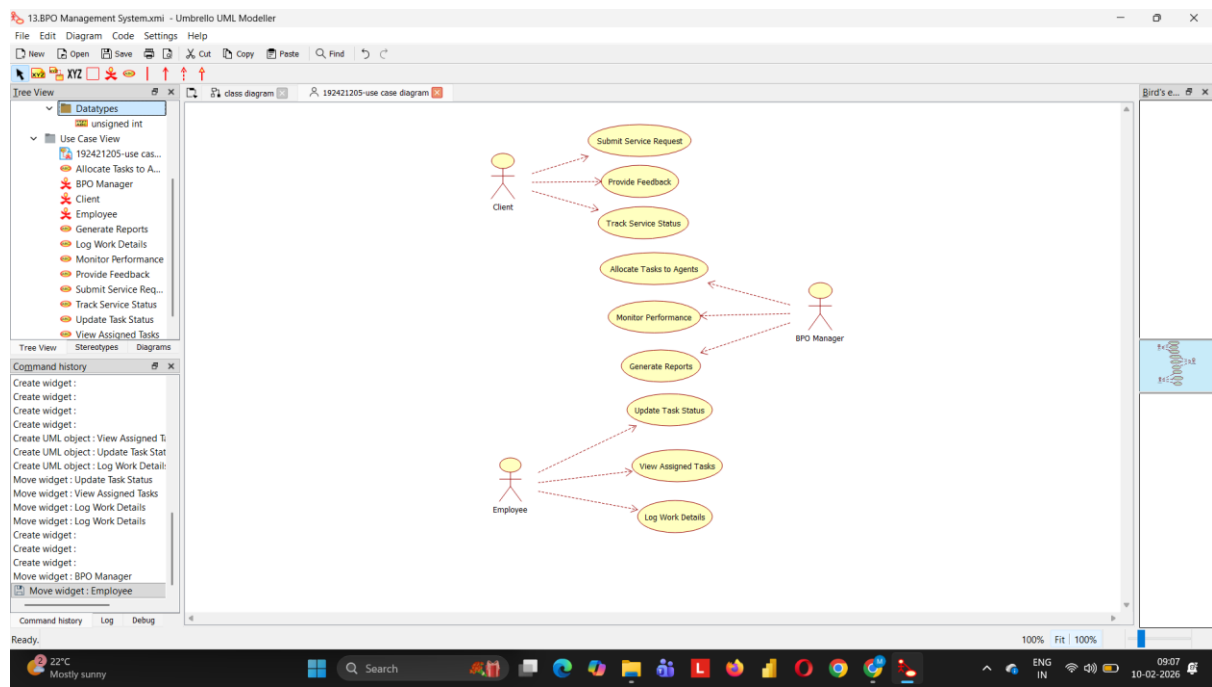 13.BPO Management System.xmi - Umbrello UML Modeller
File Edit Diagram Code Settings Help
New Open Save Cut Copy Paste Find
XYZ XYZ
Tree View
class diagram
192421205-use case diagram
Bird's e...
Datatypes
unsigned int
Use Case View
192421205-use cas...
Allocate Tasks to A...
BPO Manager
Client
Employee
Generate Reports
Log Work Details
Monitor Performance
Provide Feedback
Submit Service Req...
Track Service Status
Update Task Status
View Assigned Tasks
Tree View Stereotypes Diagrams
Command history
Create widget :
Create widget :
Create widget :
Create widget :
Create UML object : View Assigned Ta
Create UML object : Update Task Stat
Create UML object : Log Work Details
Move widget : Update Task Status
Move widget : View Assigned Tasks
Move widget : Log Work Details
Move widget : Log Work Details
Create widget :
Create widget :
Create widget :
Move widget : BPO Manager
Move widget : Employee
Command history Log Debug
Submit Service Request
Provide Feedback
Client
Track Service Status
Allocate Tasks to Agents
Monitor Performance
BPO Manager
Generate Reports
Update Task Status
View Assigned Tasks
Employee
Log Work Details
Ready.
100% Fit 100%
2
22°C
Mostly sunny
Search
L
ENG
IN
09:07
10-02-2026